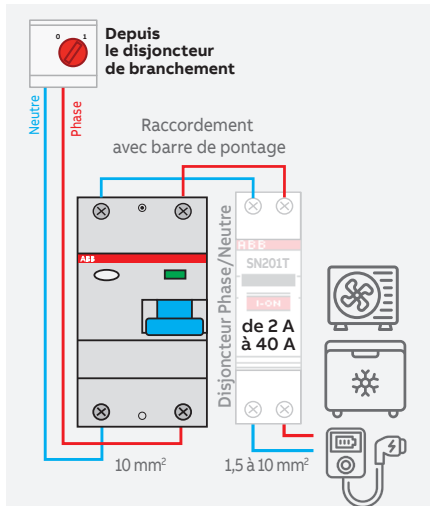 0 1
Depuis
le disjoncteur
de branchement
Neutre
Phase
Raccordement
avec barre de pontage
ABB
Disjoncteur Phase/Neutre
ABB
SN201T
I-ON
de 2 A
à 40 A
10 mm²
1,5 à 10 mm²